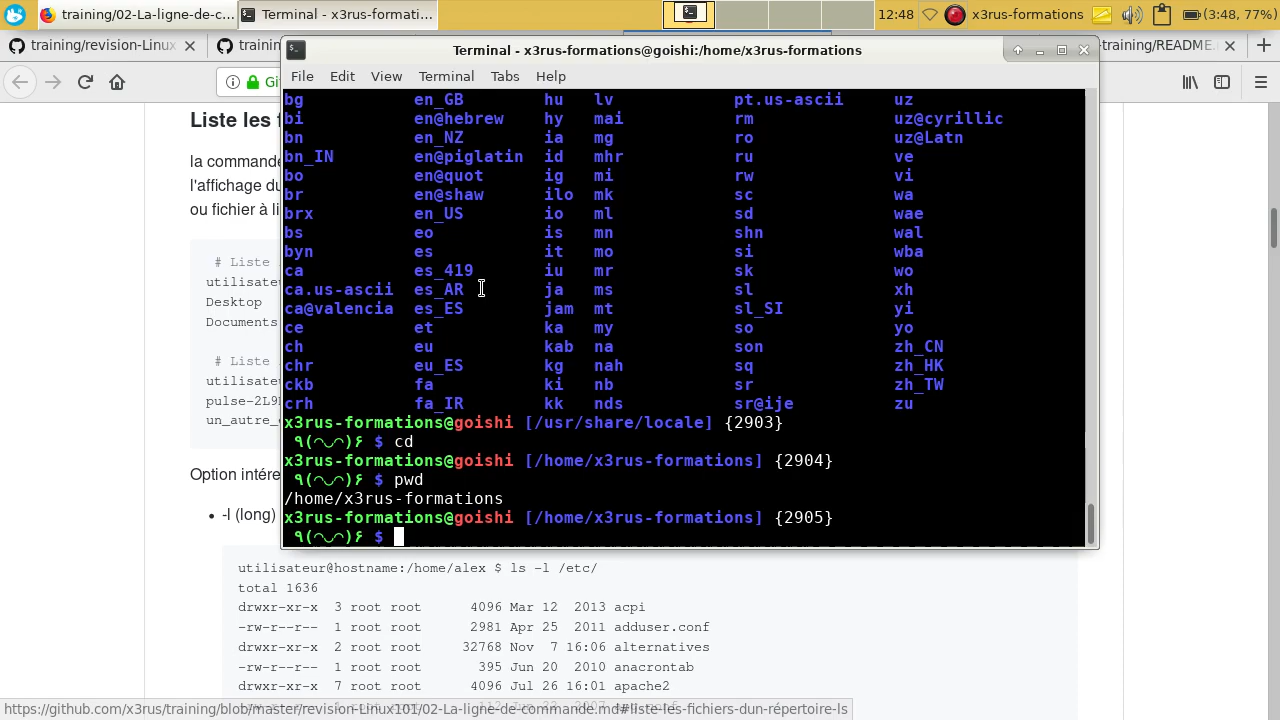 training/02-La-ligne-de-c...
Terminal - x3rus-formati...
12:48
x3rus-formations
(3:48, 77%)
training/revision-Linux
trainin
-training/README.
Terminal - x3rus-formations@goishi:/home/x3rus-formations
File Edit View Terminal Tabs Help
Liste les f
la commande
l'affichage du
ou fichier à li
# Liste
utilisateu
Desktop
Documents
# Liste
utilisateu
pulse-2L9
un_autre_
Option intére
-l (long)
bg en_GB hu lv pt.us-ascii uz
bi en@hebrew hy mai rm uz@cyrillic
bn en_NZ ia mg ro uz@Latn
bn_IN en@piglatin id mhr ru ve
bo en@quot ig mi rw vi
br en@shaw ilo mk sc wa
brx en_US io ml sd wae
bs eo is mn shn wal
byn es it mo si wba
ca es_419 iu mr sk wo
ca.us-ascii es_AR ja ms sl xh
ca@valencia es_ES jam mt sl_SI yi
ce et ka my so yo
ch eu kab na son zh_CN
chr eu_ES kg nah sq zh_HK
ckb fa ki nb sr zh_TW
crh fa_IR kk nds sr@ije zu
x3rus-formations@goishi [/usr/share/locale] {2903}
٩(◠◡◠)۶ $ cd
x3rus-formations@goishi [/home/x3rus-formations] {2904}
٩(◠◡◠)۶ $ pwd
/home/x3rus-formations
x3rus-formations@goishi [/home/x3rus-formations] {2905}
٩(◠◡◠)۶ $
utilisateur@hostname:/home/alex $ ls -l /etc/
total 1636
drwxr-xr-x 3 root root 4096 Mar 12 2013 acpi
-rw-r--r-- 1 root root 2981 Apr 25 2011 adduser.conf
drwxr-xr-x 2 root root 32768 Nov 7 16:06 alternatives
-rw-r--r-- 1 root root 395 Jun 20 2010 anacrontab
drwxr-xr-x 7 root root 4096 Jul 26 16:01 apache2
https://github.com/x3rus/training/blob/master/revision-Linux101/02-La-ligne-de-commande.md#liste-les-fichiers-dun-répertoire-ls